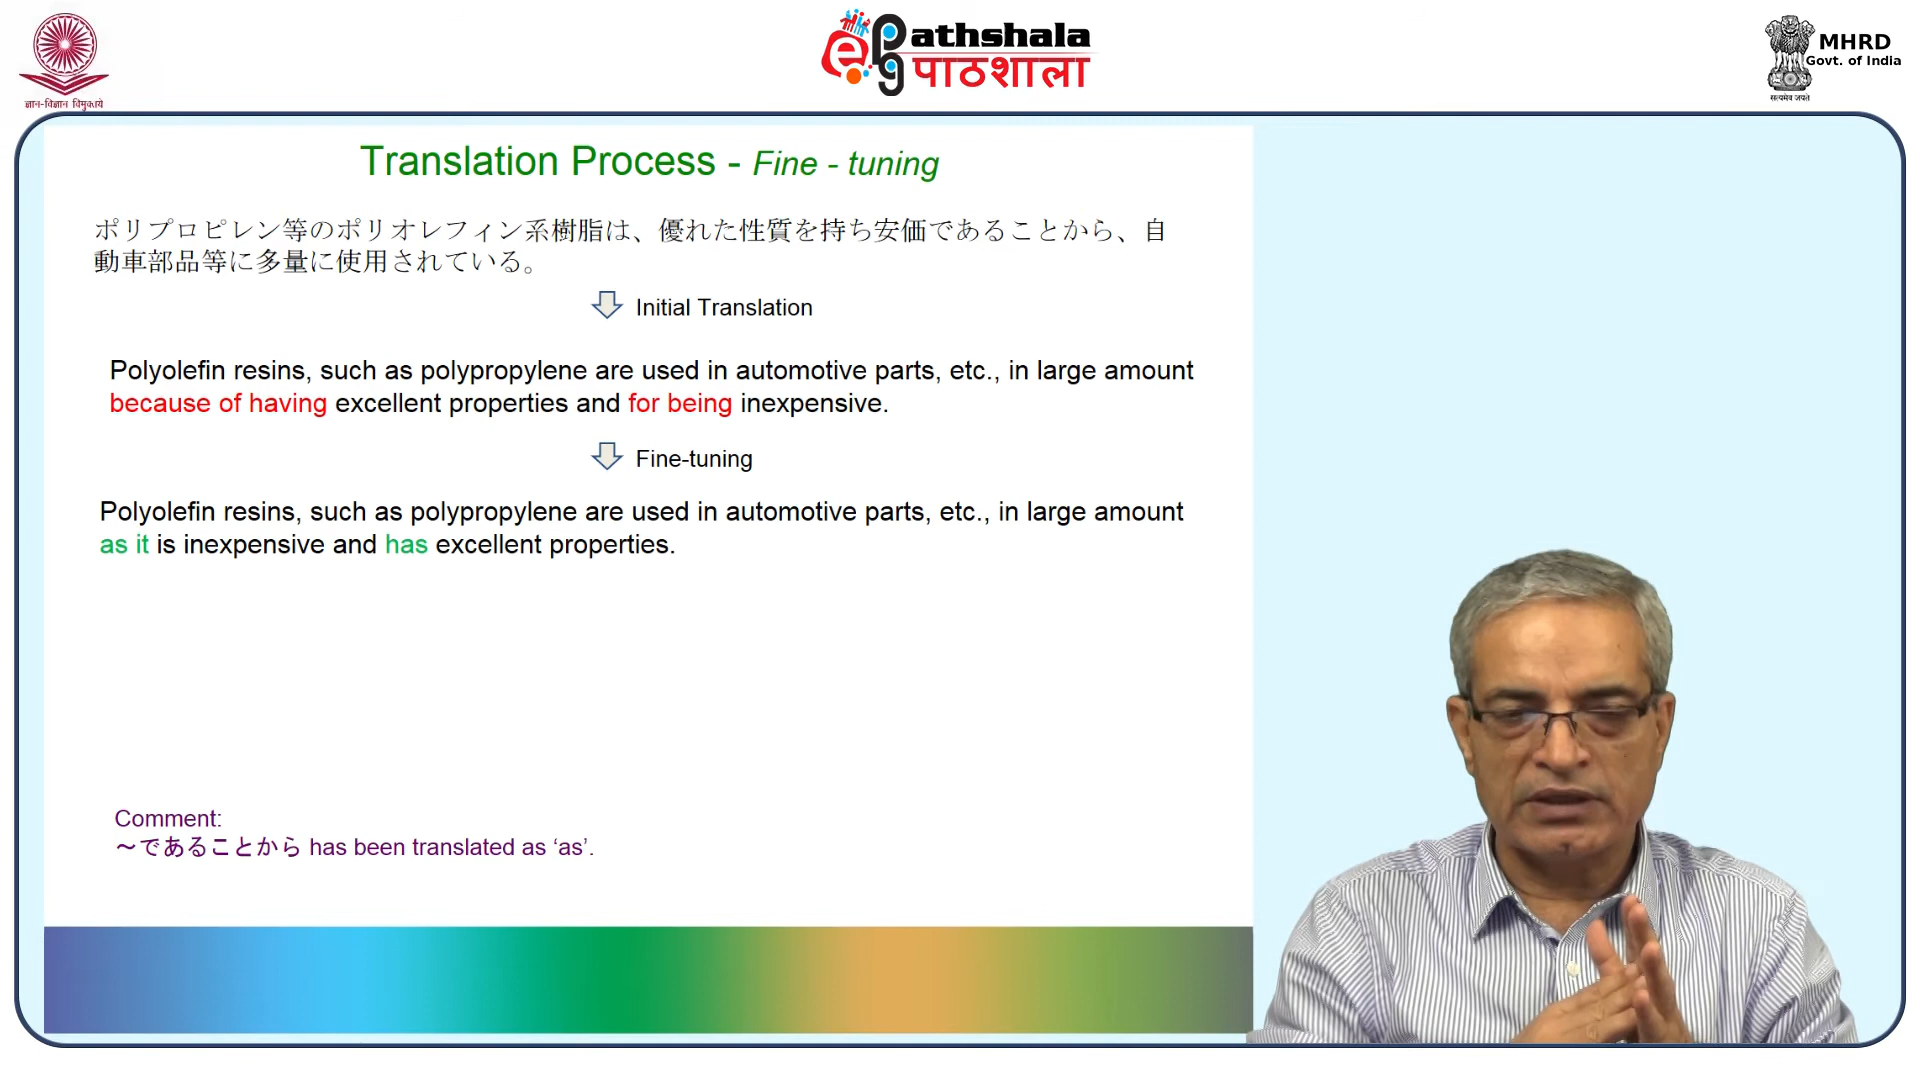 ज्ञान-विज्ञान विमुक्तये
ePathshala
पाठशाला
MHRD
Govt. of India
सत्यमेव जयते
Translation Process - Fine - tuning
ポリプロピレン等のポリオレフィン系樹脂は、優れた性質を持ち安価であることから、自
動車部品等に多量に使用されている。
Initial Translation
Polyolefin resins, such as polypropylene are used in automotive parts, etc., in large amount
because of having excellent properties and for being inexpensive.
Fine-tuning
Polyolefin resins, such as polypropylene are used in automotive parts, etc., in large amount
as it is inexpensive and has excellent properties.
Comment:
～であることから has been translated as ‘as’.